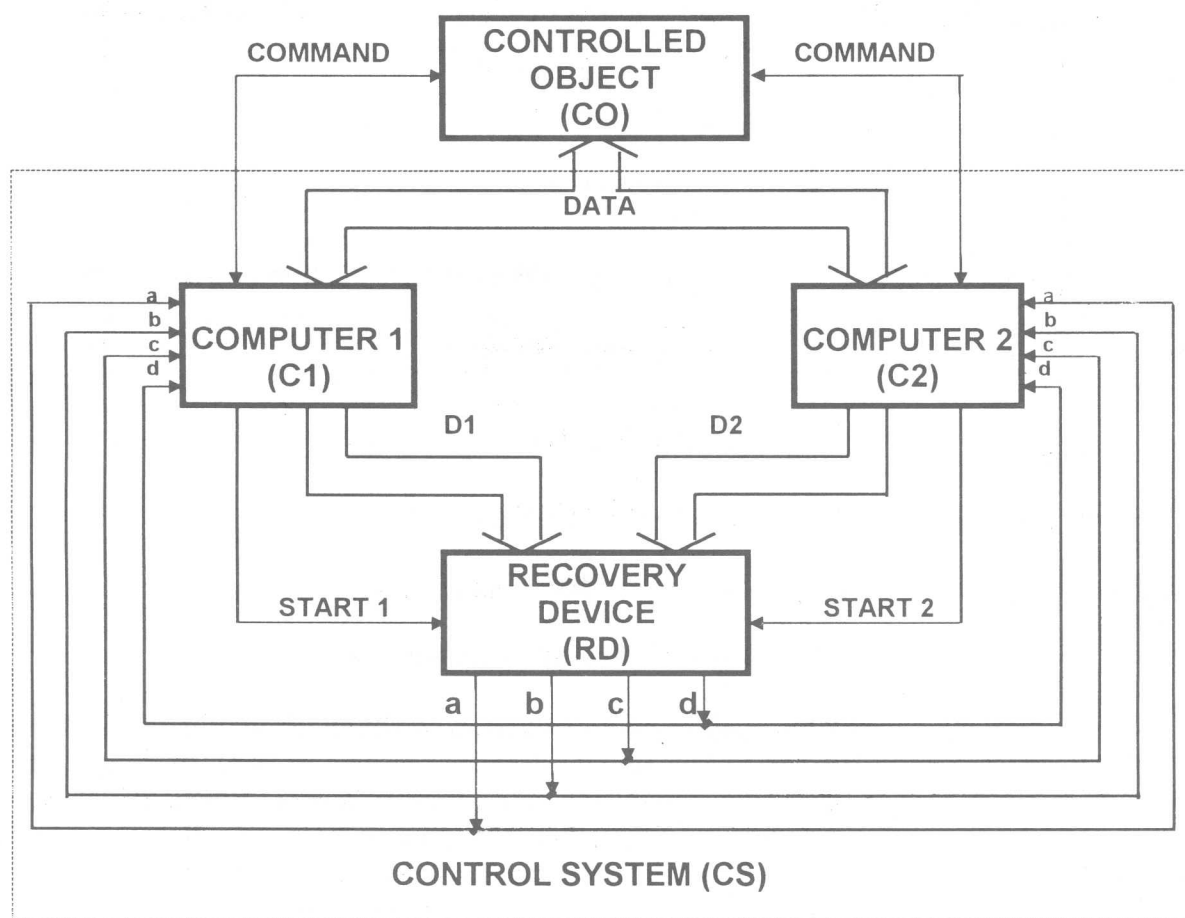 COMMAND
CONTROLLED
OBJECT
(CO)
COMMAND
DATA
a
b
c
d
COMPUTER 1
(C1)
COMPUTER 2
(C2)
a
b
c
d
D1
D2
START 1
RECOVERY
DEVICE
(RD)
START 2
a
b
c
d
CONTROL SYSTEM (CS)